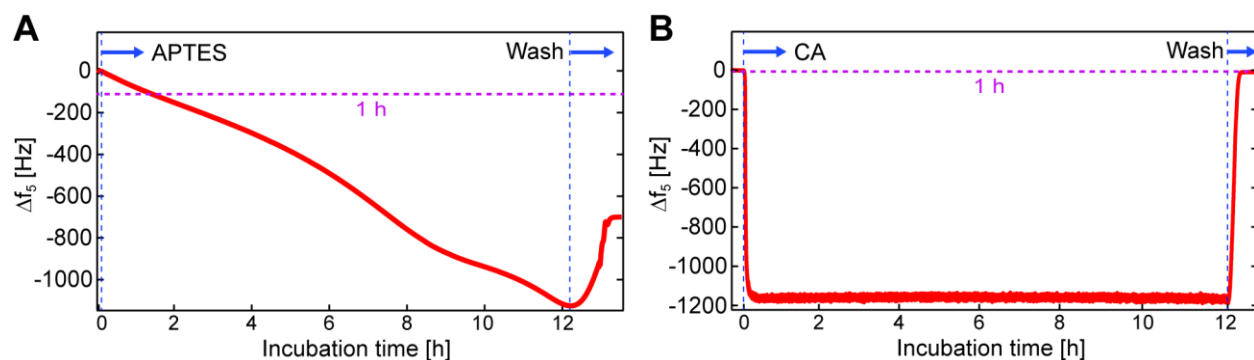 A
APTES
Wash
0
-200
-400
-600
-800
-1000
1 h
Δf₅ [Hz]
0 2 4 6 8 10 12
Incubation time [h]
B
CA
Wash
0
-200
-400
-600
-800
-1000
-1200
1 h
Δf₅ [Hz]
0 2 4 6 8 10 12
Incubation time [h]